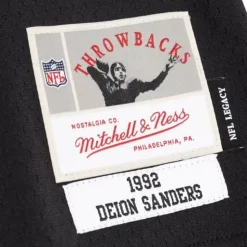 THROWBACKS
NFL
NOSTALGIA CO.
Mitchell & Ness
PHILADELPHIA, PA.
NFL LEGACY
1992
DEION SANDERS